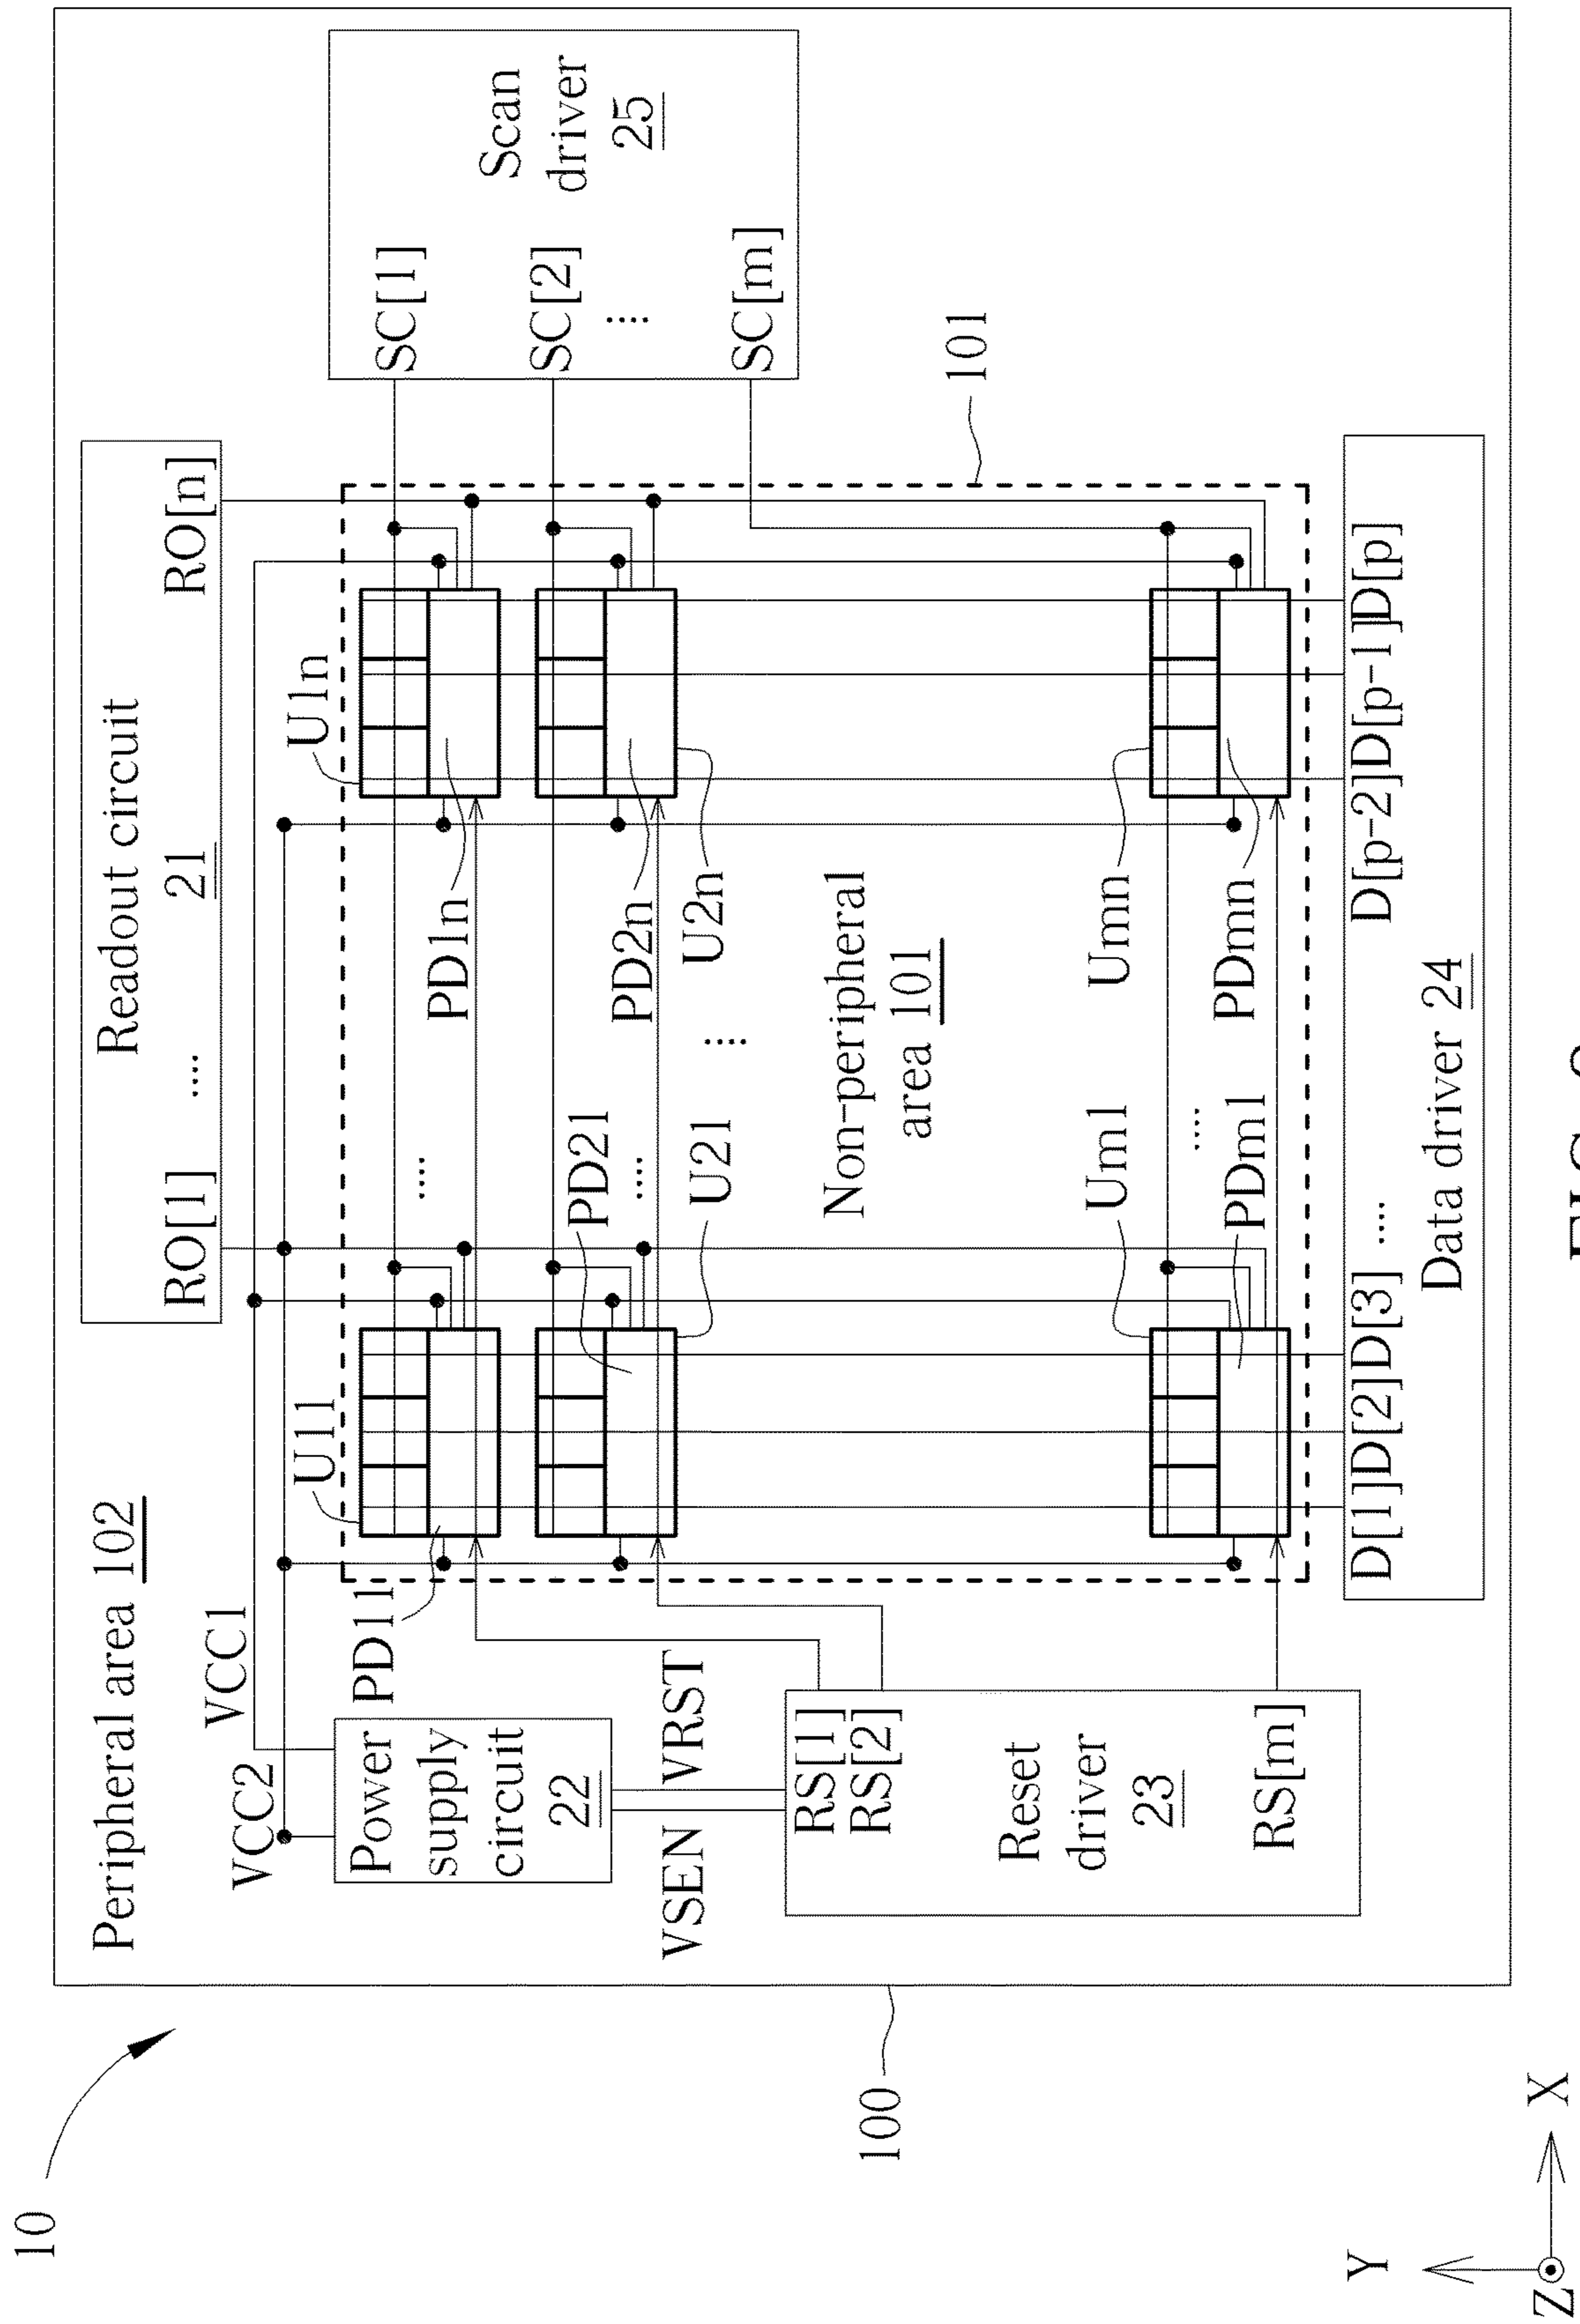 10
Peripheral area 102
Readout circuit
21
RO[1]
....
RO[n]
VCC1
VCC2
U11
U1n
Scan
driver
25
SC[1]
SC[2]
....
SC[m]
Power
supply
circuit
22
PD11
....
PD1n
PD21
....
PD2n
U21
....
U2n
VSEN
VRST
Non-peripheral
area 101
101
RS[1]
RS[2]
Reset
driver
23
RS[m]
Um1
Umn
....
PDm1
PDmn
D[1]
D[2]
D[3]
....
D[p-2]
D[p-1]
D[p]
Data driver 24
100
Y
X
Z